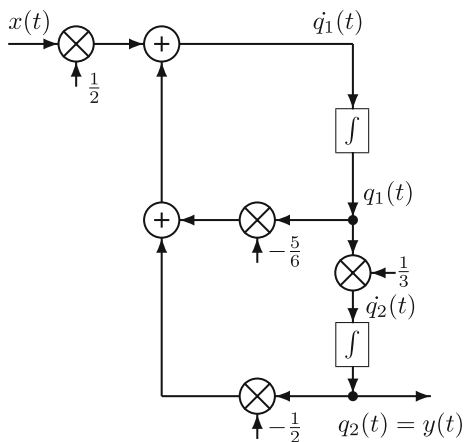 x(t)
q̇₁(t)
1/2
+
∫
q₁(t)
+
−5/6
1/3
q̇₂(t)
∫
−1/2
q₂(t) = y(t)